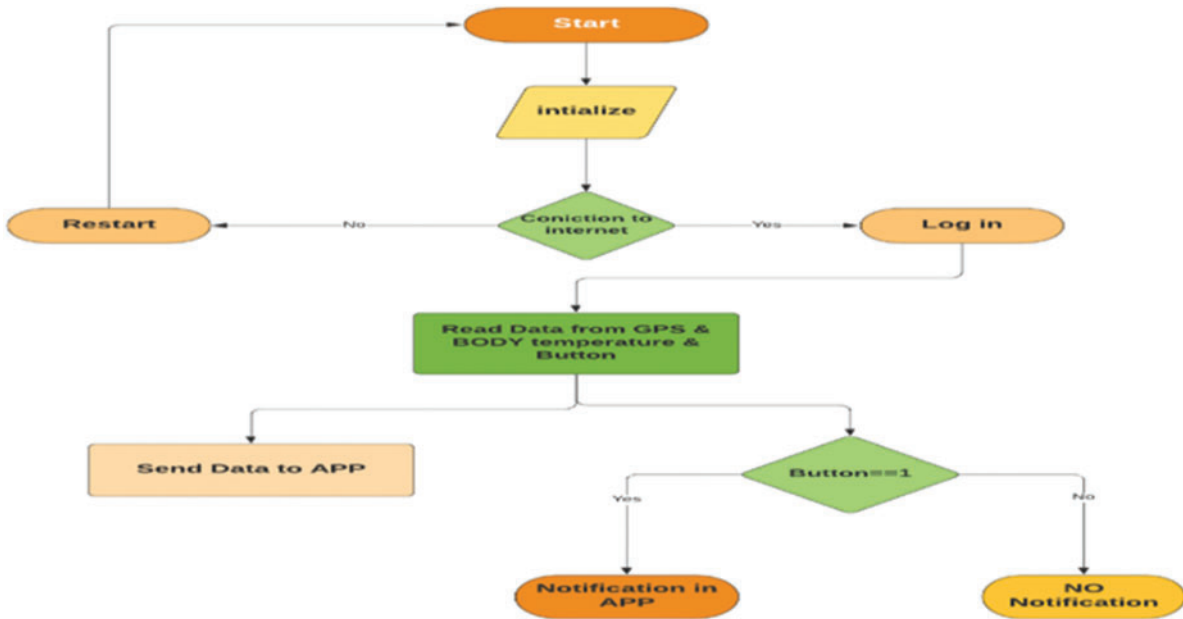 Start
intialize
Restart
No
Coniction to
internet
Yes
Log in
Read Data from GPS &
BODY temperature &
Button
Send Data to APP
Button==1
Yes
No
Notification in
APP
NO
Notification